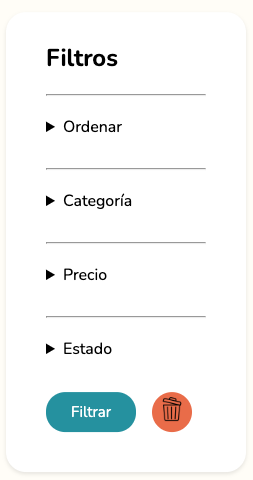 Filtros
Ordenar
Categoría
Precio
Estado
Filtrar